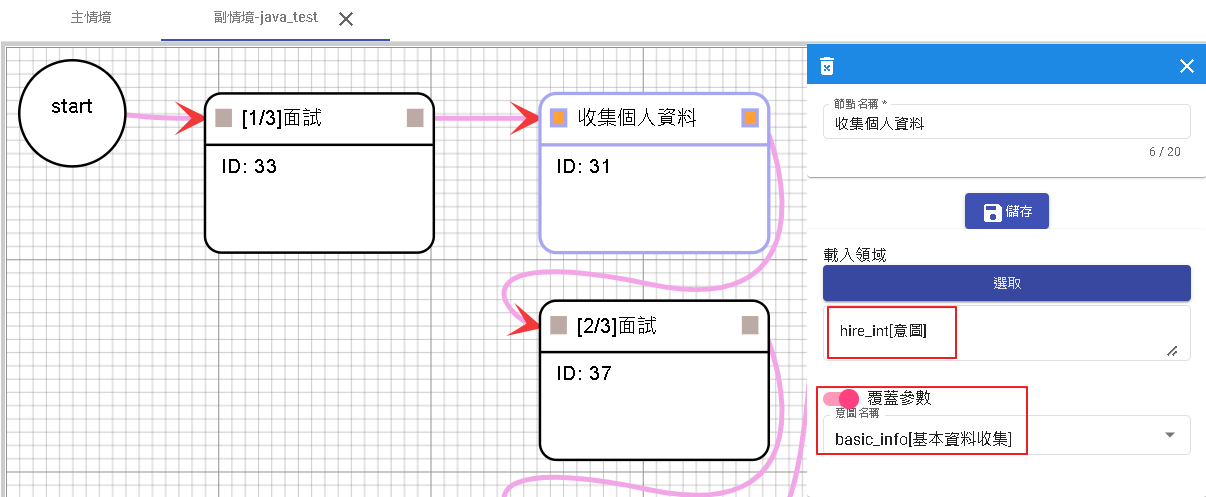 主情境
副情境-java_test
start
[1/3]面試
ID: 33
收集個人資料
ID: 31
[2/3]面試
ID: 37
節點名稱 *
收集個人資料
6 / 20
儲存
載入領域
選取
hire_int[意圖]
覆蓋參數
意圖名稱
basic_info[基本資料收集]